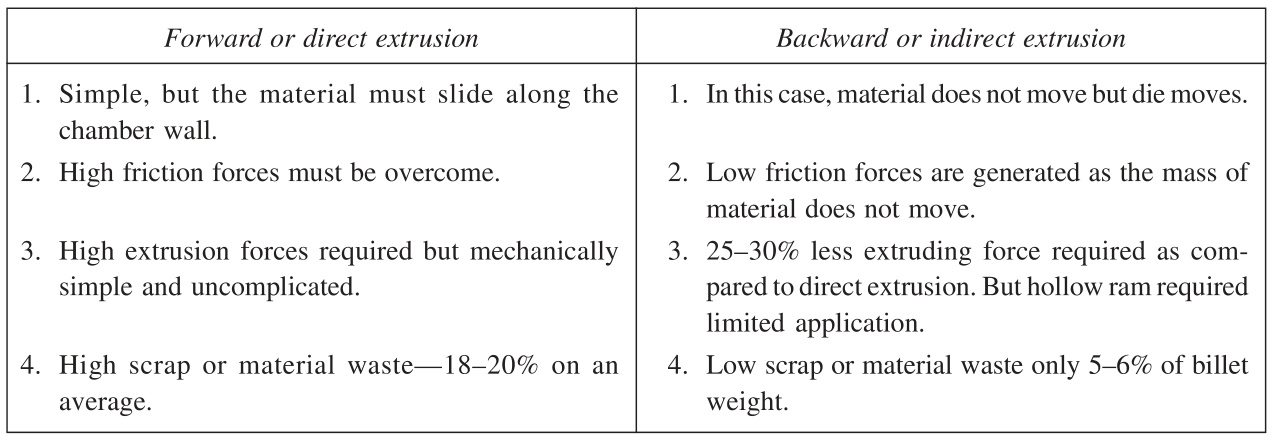 Forward or direct extrusion
Backward or indirect extrusion
1. Simple, but the material must slide along the
chamber wall.
1. In this case, material does not move but die moves.
2. High friction forces must be overcome.
2. Low friction forces are generated as the mass of
material does not move.
3. High extrusion forces required but mechanically
simple and uncomplicated.
3. 25–30% less extruding force required as com-
pared to direct extrusion. But hollow ram required
limited application.
4. High scrap or material waste—18–20% on an
average.
4. Low scrap or material waste only 5–6% of billet
weight.